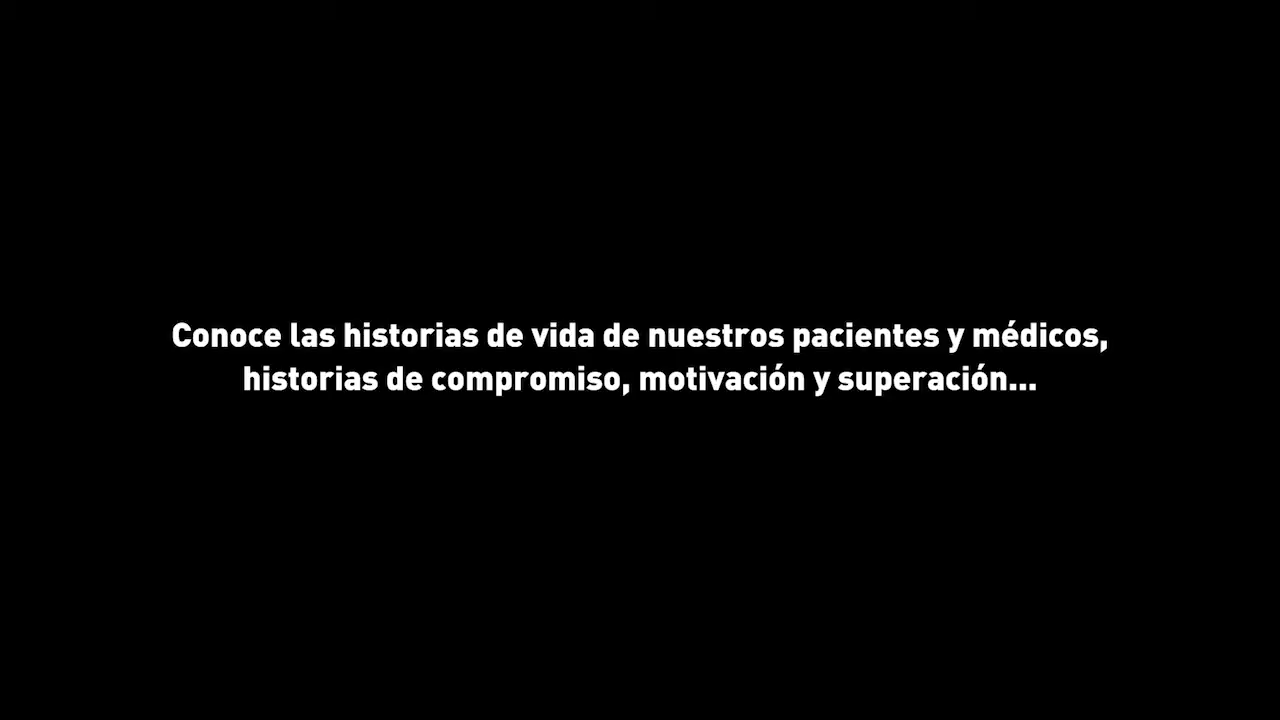 Conoce las historias de vida de nuestros pacientes y médicos,
historias de compromiso, motivación y superación...